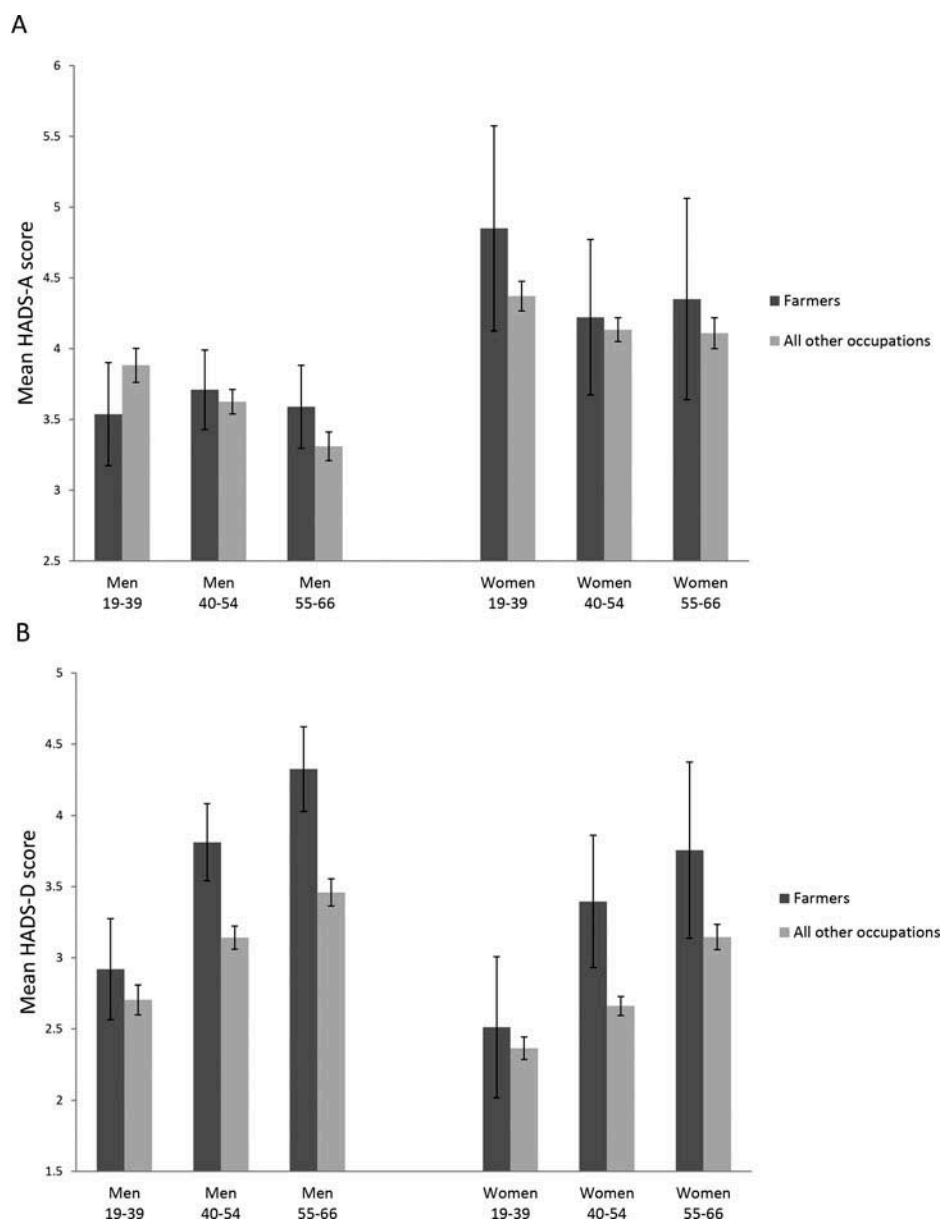 A
Mean HADS-A score
6
5.5
5
4.5
4
3.5
3
2.5
Men
19-39
Men
40-54
Men
55-66
Women
19-39
Women
40-54
Women
55-66
Farmers
All other occupations
B
Mean HADS-D score
5
4.5
4
3.5
3
2.5
2
1.5
Men
19-39
Men
40-54
Men
55-66
Women
19-39
Women
40-54
Women
55-66
Farmers
All other occupations